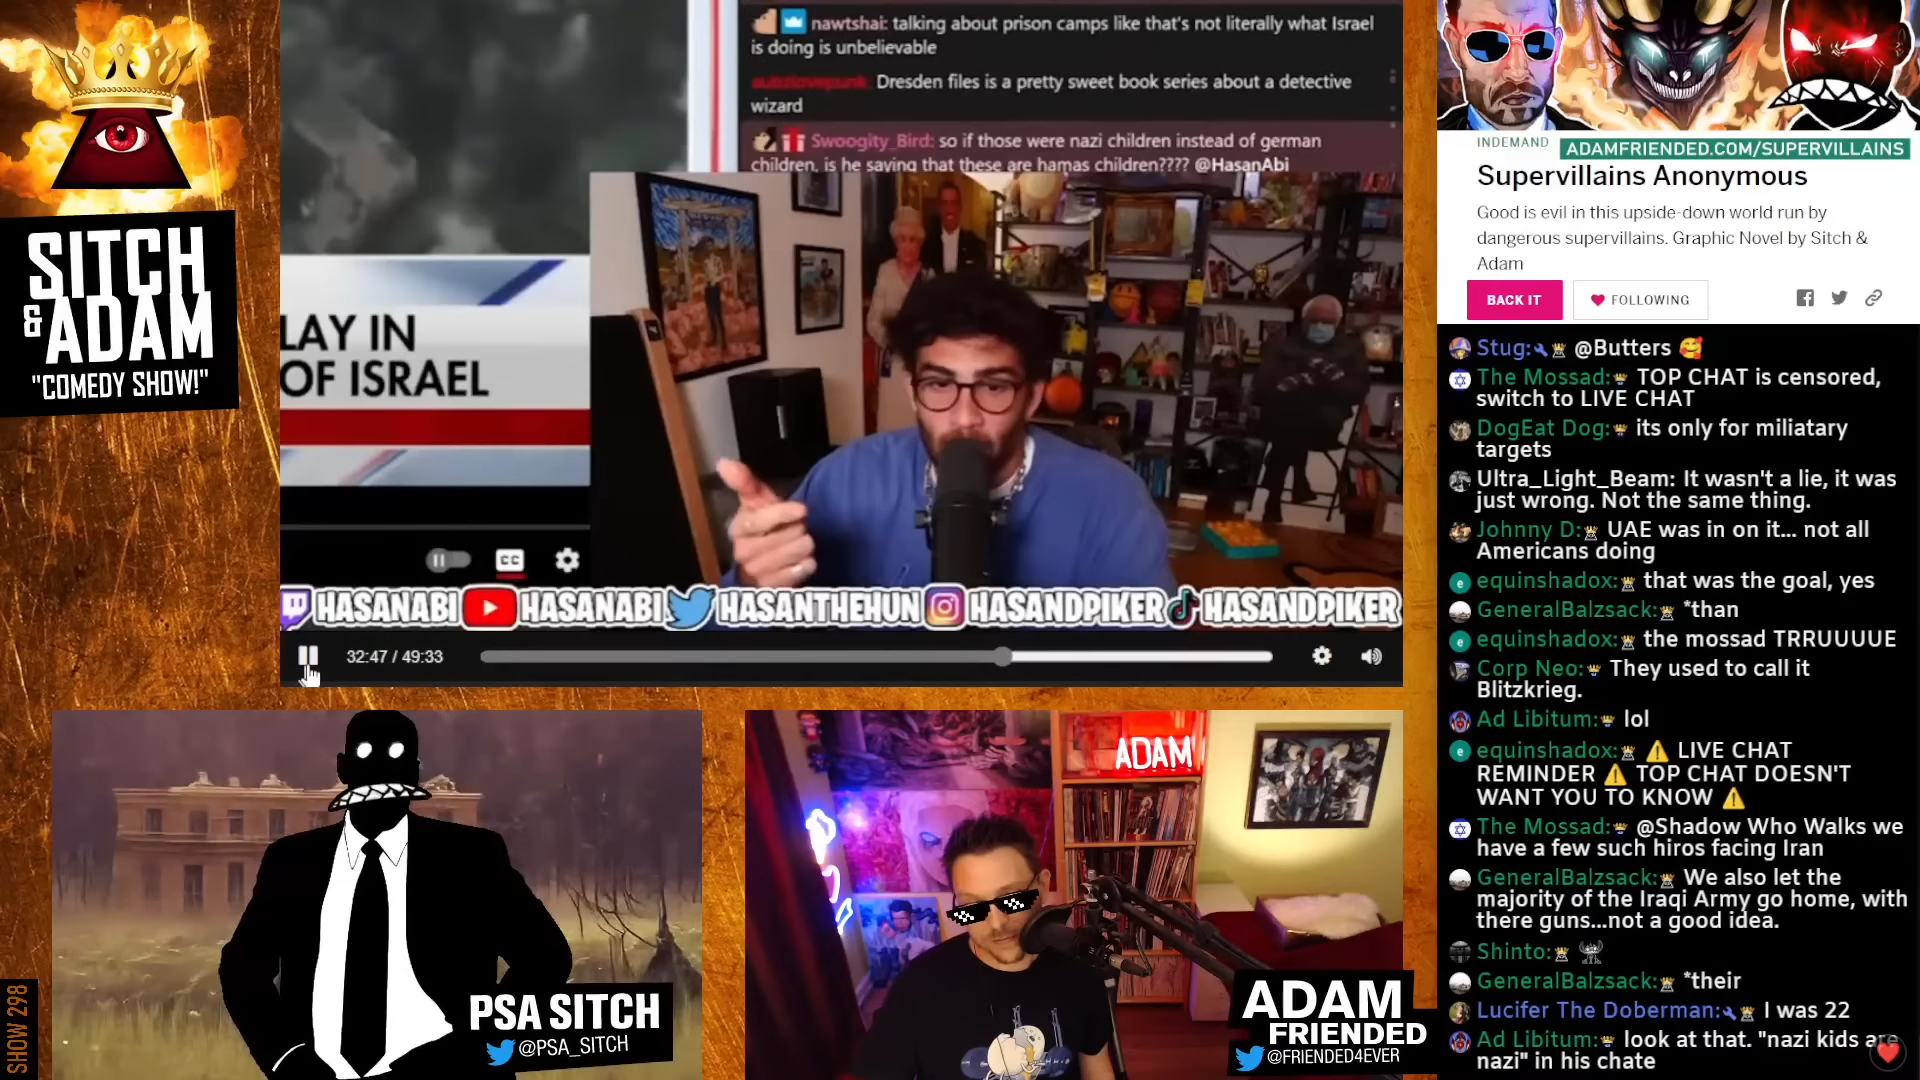 SITCH
& ADAM
"COMEDY SHOW!"
SHOW 298
nawtshai: talking about prison camps like that's not literally what Israel
is doing is unbelievable
Dresden files is a pretty sweet book series about a detective
wizard
Swoogity_Bird: so if those were nazi children instead of german
children, is he saying that these are hamas children???? @HasanAbi
LAY IN
OF ISRAEL
CC
HASANABI HASANABI HASANTHEHUN HASANDPIKER HASANDPIKER
32:47 / 49:33
PSA SITCH
@PSA_SITCH
ADAM
ADAM
FRIENDED
@FRIENDED4EVER
INDEMAND
ADAMFRIENDED.COM/SUPERVILLAINS
Supervillains Anonymous
Good is evil in this upside-down world run by
dangerous supervillains. Graphic Novel by Sitch &
Adam
BACK IT
FOLLOWING
Stug: @Butters 🥰
The Mossad: TOP CHAT is censored,
switch to LIVE CHAT
DogEat Dog: its only for miliatary
targets
Ultra_Light_Beam: It wasn't a lie, it was
just wrong. Not the same thing.
Johnny D: UAE was in on it... not all
Americans doing
e equinshadox: that was the goal, yes
GeneralBalzsack: *than
e equinshadox: the mossad TRRUUUUE
Corp Neo: They used to call it
Blitzkrieg.
Ad Libitum: lol
e equinshadox: ⚠️ LIVE CHAT
REMINDER ⚠️ TOP CHAT DOESN'T
WANT YOU TO KNOW ⚠️
The Mossad: @Shadow Who Walks we
have a few such hiros facing Iran
GeneralBalzsack: We also let the
majority of the Iraqi Army go home, with
there guns...not a good idea.
Shinto:
GeneralBalzsack: *their
Lucifer The Doberman: I was 22
Ad Libitum: look at that. "nazi kids are
nazi" in his chate